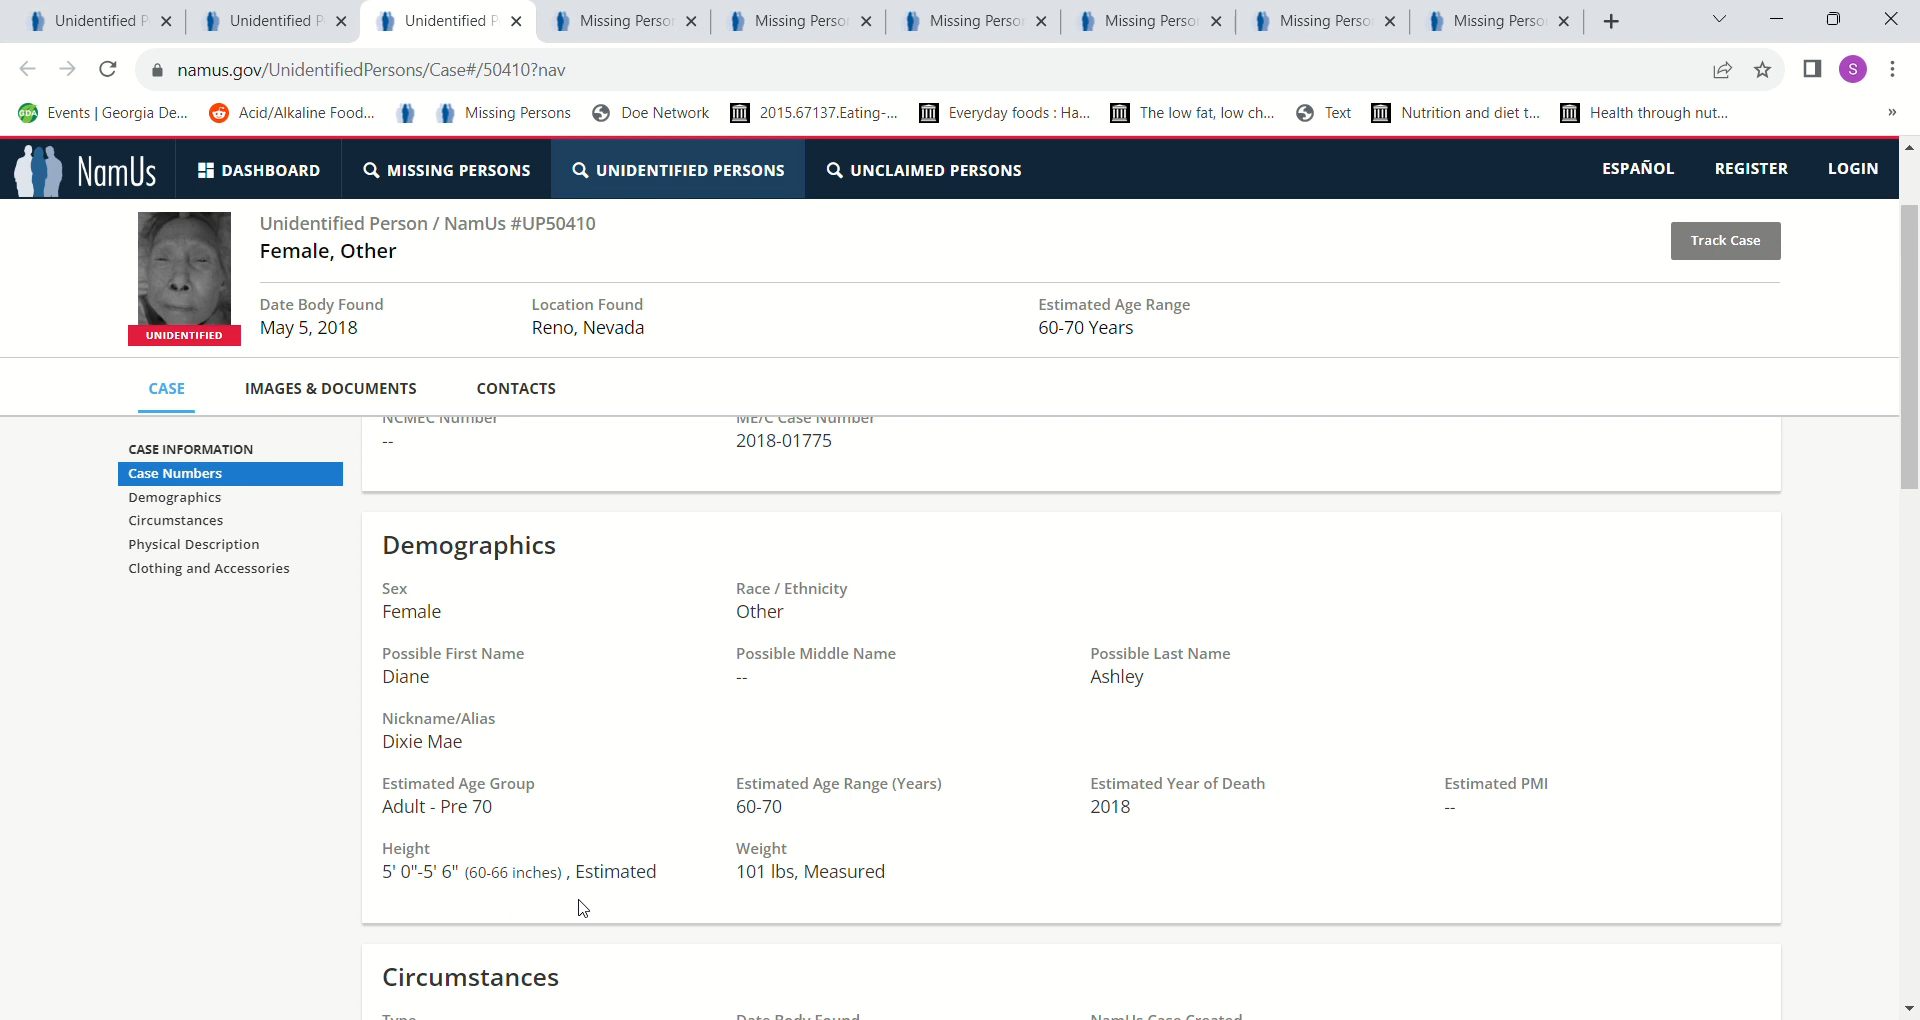 Unidentified P Unidentified P Unidentified P Missing Perso Missing Perso Missing Perso Missing Perso Missing Perso Missing Perso
namus.gov/UnidentifiedPersons/Case#/50410?nav S
GDA Events | Georgia De... Acid/Alkaline Food... Missing Persons Doe Network 2015.67137.Eating-... Everyday foods : Ha... The low fat, low ch... Text Nutrition and diet t... Health through nut... »
NamUs DASHBOARD MISSING PERSONS UNIDENTIFIED PERSONS UNCLAIMED PERSONS ESPAÑOL REGISTER LOGIN
Unidentified Person / NamUs #UP50410
Female, Other
Track Case
Date Body Found Location Found Estimated Age Range
May 5, 2018 Reno, Nevada 60-70 Years
UNIDENTIFIED
CASE IMAGES & DOCUMENTS CONTACTS
NCMEC Number ME/C Case Number
-- 2018-01775
CASE INFORMATION
Case Numbers
Demographics
Circumstances
Physical Description
Clothing and Accessories
Demographics
Sex Race / Ethnicity
Female Other
Possible First Name Possible Middle Name Possible Last Name
Diane -- Ashley
Nickname/Alias
Dixie Mae
Estimated Age Group Estimated Age Range (Years) Estimated Year of Death Estimated PMI
Adult - Pre 70 60-70 2018 --
Height Weight
5' 0"-5' 6" (60-66 inches) , Estimated 101 lbs, Measured
Circumstances
Type Date Body Found NamUs Case Created